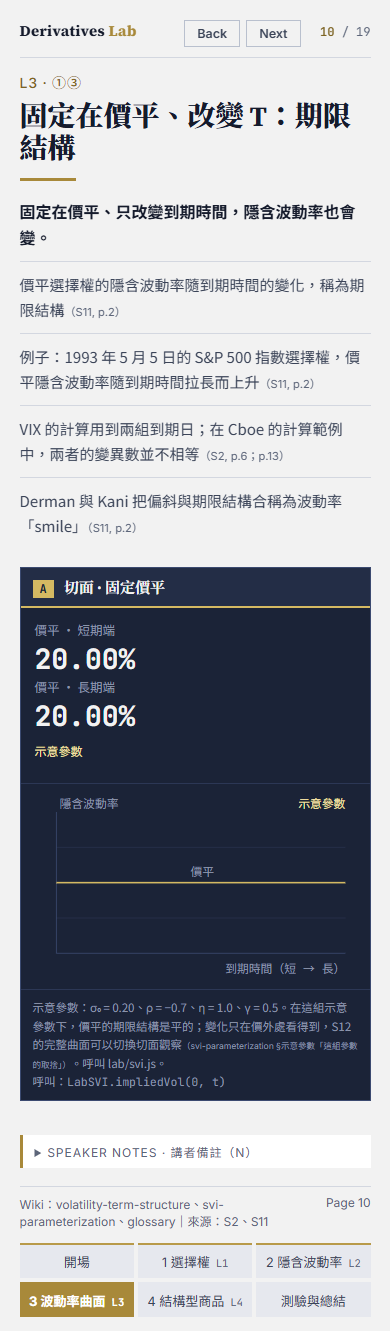 Derivatives Lab
Back
Next
10 / 19
L3 · ①③
固定在價平、改變 T：期限
結構
固定在價平、只改變到期時間，隱含波動率也會
變。
價平選擇權的隱含波動率隨到期時間的變化，稱為期
限結構（S11, p.2）
例子：1993 年 5 月 5 日的 S&P 500 指數選擇權，價
平隱含波動率隨到期時間拉長而上升（S11, p.2）
VIX 的計算用到兩組到期日；在 Cboe 的計算範例
中，兩者的變異數並不相等（S2, p.6；p.13）
Derman 與 Kani 把偏斜與期限結構合稱為波動率
「smile」（S11, p.2）
A 切面 · 固定價平
價平 · 短期端
20.00%
價平 · 長期端
20.00%
示意參數
隱含波動率
示意參數
價平
到期時間（短 → 長）
示意參數：σ₀ = 0.20、ρ = −0.7、η = 1.0、γ = 0.5。在這組示意
參數下，價平的期限結構是平的；變化只在價外處看得到，S12
的完整曲面可以切換切面觀察（svi-parameterization §示意參數「這組參數
的取捨」）。呼叫 lab/svi.js。
呼叫：LabSVI.impliedVol(0, t)
▶ SPEAKER NOTES · 講者備註（N）
Wiki：volatility-term-structure、svi-
parameterization、glossary｜來源：S2、S11
Page 10
開場
1 選擇權 L1
2 隱含波動率 L2
3 波動率曲面 L3
4 結構型商品 L4
測驗與總結